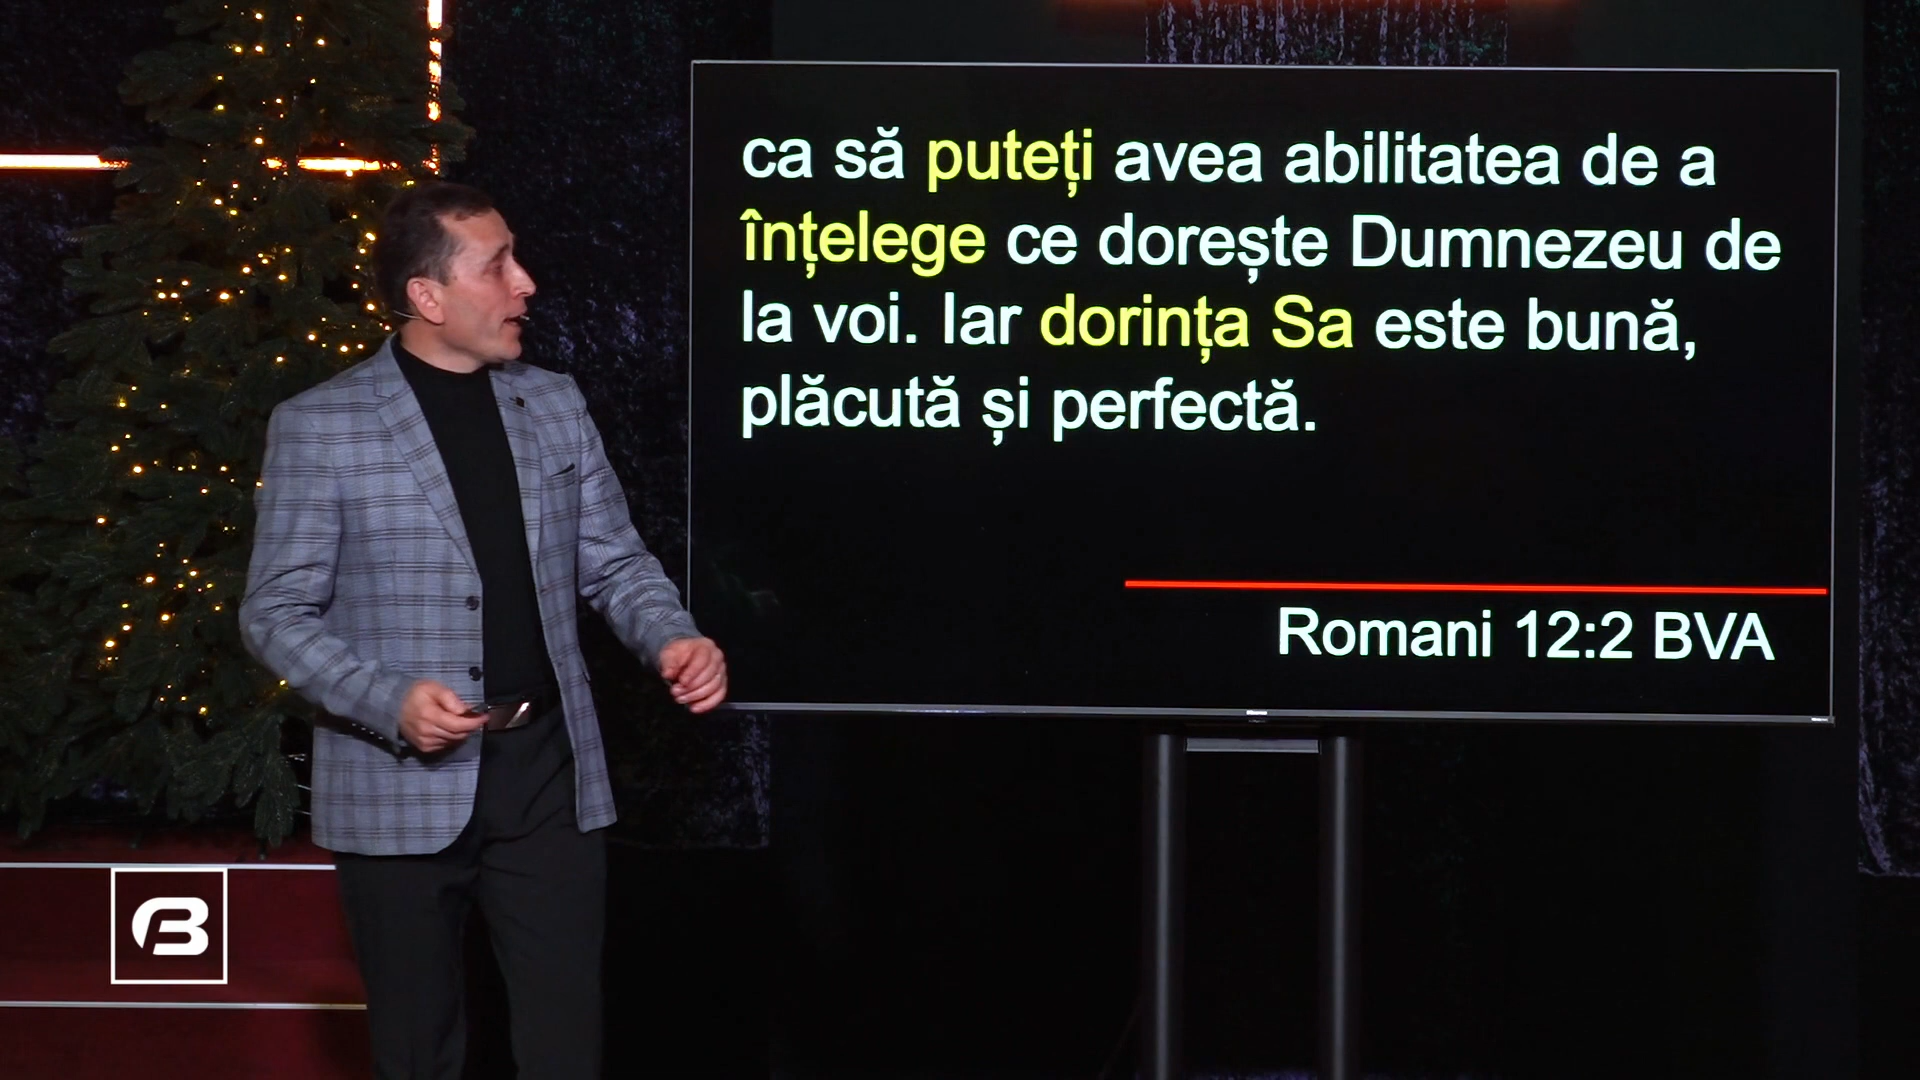 ca să puteți avea abilitatea de a
înțelege ce dorește Dumnezeu de
la voi. Iar dorința Sa este bună,
plăcută și perfectă.
Romani 12:2 BVA
B